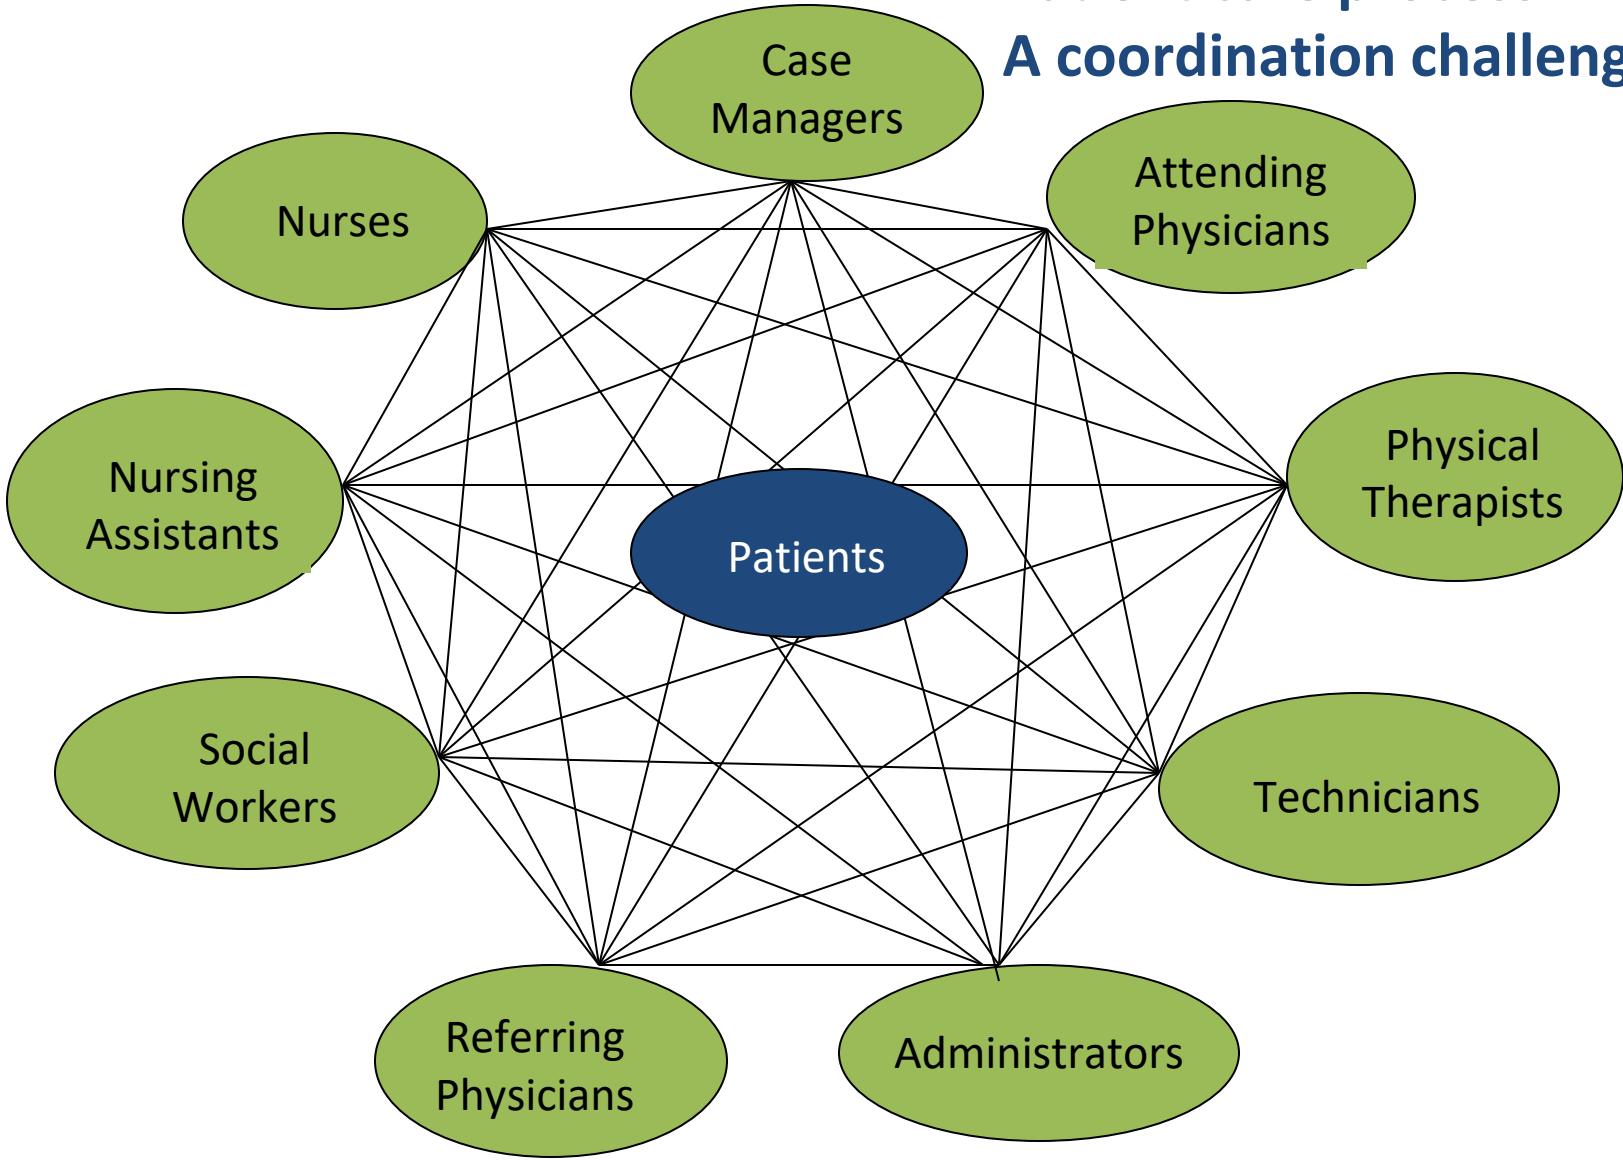 A coordination challeng
Case
Managers
Attending
Physicians
Nurses
Physical
Therapists
Nursing
Assistants
Patients
Social
Workers
Technicians
Referring
Physicians
Administrators